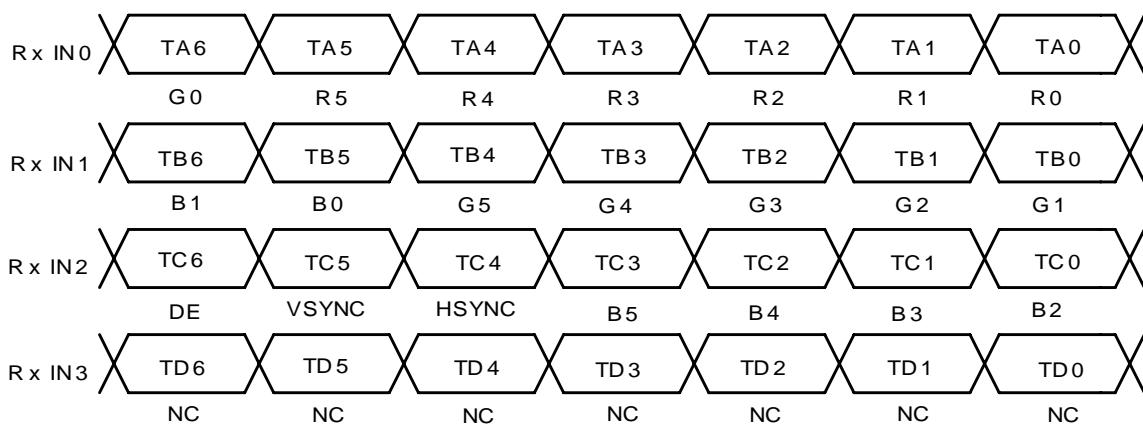 Rx IN0 TA6 TA5 TA4 TA3 TA2 TA1 TA0
G0 R5 R4 R3 R2 R1 R0
Rx IN1 TB6 TB5 TB4 TB3 TB2 TB1 TB0
B1 B0 G5 G4 G3 G2 G1
Rx IN2 TC6 TC5 TC4 TC3 TC2 TC1 TC0
DE VSYNC HSYNC B5 B4 B3 B2
Rx IN3 TD6 TD5 TD4 TD3 TD2 TD1 TD0
NC NC NC NC NC NC NC